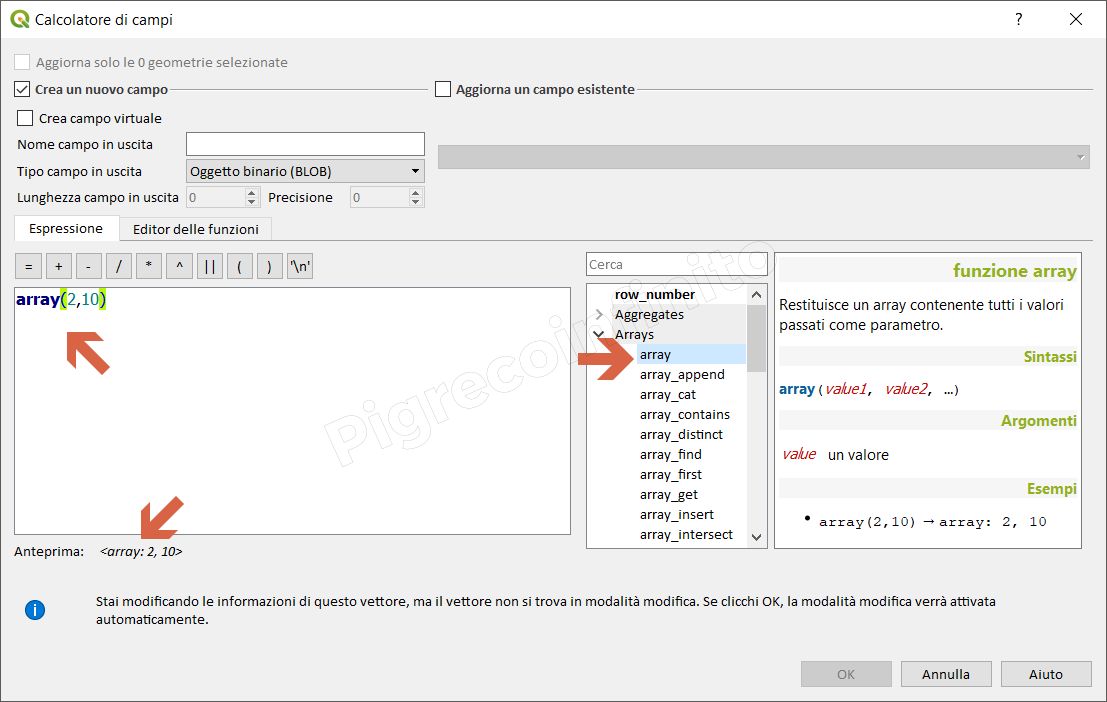 Calcolatore di campi
?
Aggiorna solo le 0 geometrie selezionate
Crea un nuovo campo
Aggiorna un campo esistente
Crea campo virtuale
Nome campo in uscita
Tipo campo in uscita
Oggetto binario (BLOB)
Lunghezza campo in uscita
0
Precisione
0
Espressione
Editor delle funzioni
= + - / * ^ || ( ) '\n'
array(2,10)
Anteprima: <array: 2, 10>
Cerca
row_number
Aggregates
Arrays
array
array_append
array_cat
array_contains
array_distinct
array_find
array_first
array_get
array_insert
array_intersect
funzione array
Restituisce un array contenente tutti i valori
passati come parametro.
Sintassi
array(value1, value2, …)
Argomenti
value un valore
Esempi
• array(2,10) → array: 2, 10
Pigrecoinfinito
Stai modificando le informazioni di questo vettore, ma il vettore non si trova in modalità modifica. Se clicchi OK, la modalità modifica verrà attivata
automaticamente.
OK
Annulla
Aiuto